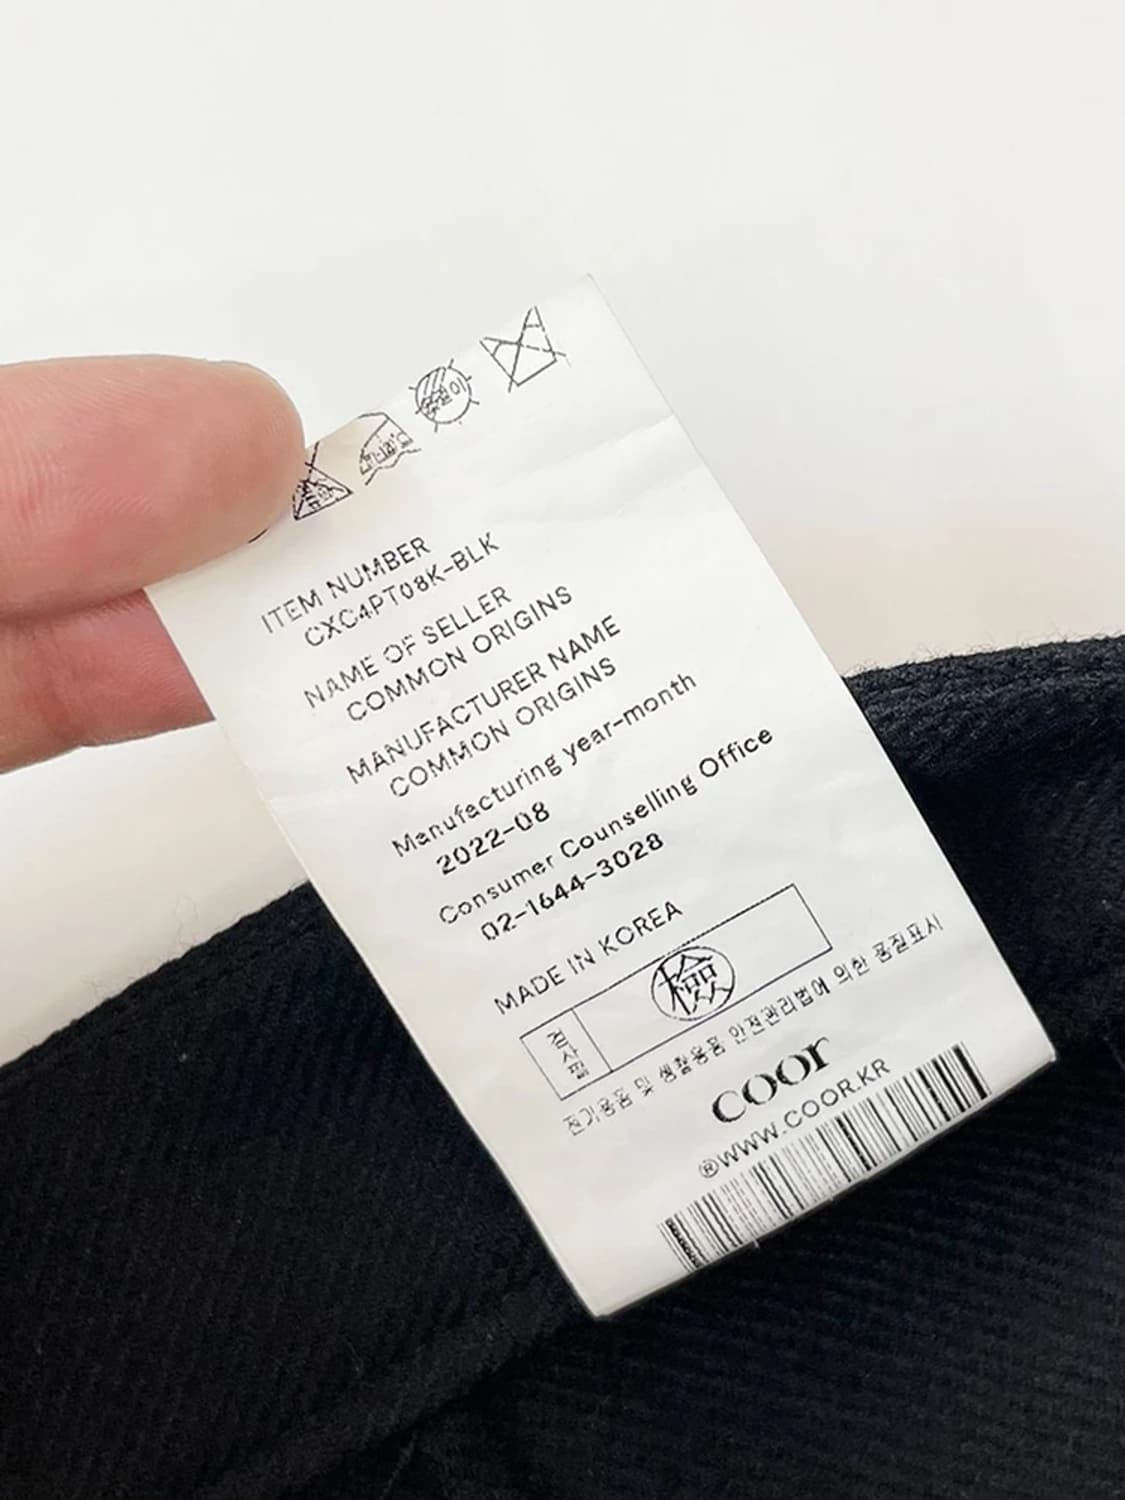 ITEM NUMBER
CXC4PT08K-BLK
NAME OF SELLER
COMMON ORIGINS
MANUFACTURER NAME
COMMON ORIGINS
Manufacturing year-month
2022-08
Consumer Counselling Office
02-1644-3028
MADE IN KOREA
검사필
檢
전기용품 및 생활용품 안전관리법에 의한 품질표시
coor
®WWW.COOR.KR